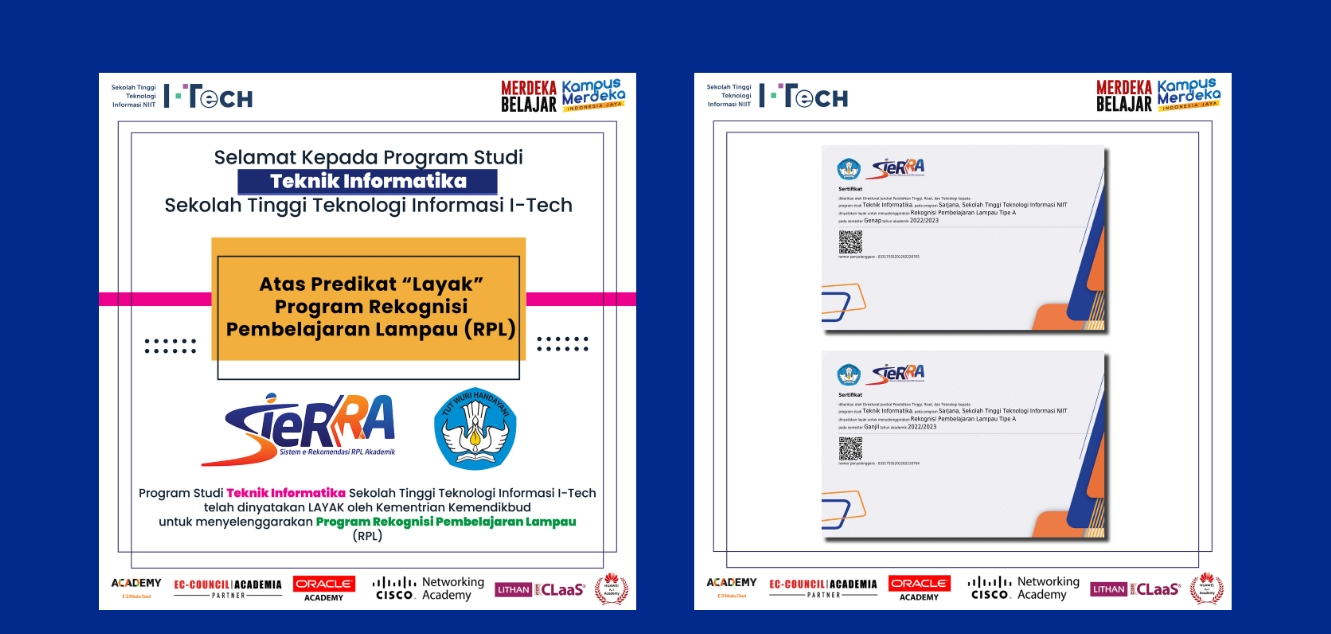 Sekolah Tinggi
Teknologi
Informasi NIIT
I-Tech
MERDEKA
BELAJAR
Kampus
Merdeka
INDONESIA JAYA
Selamat Kepada Program Studi
Teknik Informatika
Sekolah Tinggi Teknologi Informasi I-Tech
Atas Predikat “Layak”
Program Rekognisi
Pembelajaran Lampau (RPL)
SIERRA
Sistem e-Rekomendasi RPL Akademik
TUT WURI HANDAYANI
Program Studi Teknik Informatika Sekolah Tinggi Teknologi Informasi I-Tech
telah dinyatakan LAYAK oleh Kementrian Kemendikbud
untuk menyelenggarakan Program Rekognisi Pembelajaran Lampau
(RPL)
ACADEMY
EC-COUNCIL ACADEMIA
PARTNER
ORACLE
ACADEMY
CISCO
Networking
Academy
LITHAN
CLaaS
HUAWEI
Academy
Sekolah Tinggi
Teknologi
Informasi NIIT
I-Tech
MERDEKA
BELAJAR
Kampus
Merdeka
INDONESIA JAYA
SIERRA
Sertifikat
diberikan oleh Direktorat Jenderal Pendidikan Tinggi, Riset, dan Teknologi kepada
program studi Teknik Informatika, pada program Sarjana, Sekolah Tinggi Teknologi Informasi NIIT
dinyatakan layak untuk menyelenggarakan Rekognisi Pembelajaran Lampau Tipe A
pada semester Genap tahun akademik 2022/2023
SIERRA
Sertifikat
diberikan oleh Direktorat Jenderal Pendidikan Tinggi, Riset, dan Teknologi kepada
program studi Teknik Informatika, pada program Sarjana, Sekolah Tinggi Teknologi Informasi NIIT
dinyatakan layak untuk menyelenggarakan Rekognisi Pembelajaran Lampau Tipe A
pada semester Ganjil tahun akademik 2022/2023
ACADEMY
EC-COUNCIL ACADEMIA
PARTNER
ORACLE
ACADEMY
CISCO
Networking
Academy
LITHAN
CLaaS
HUAWEI
Academy